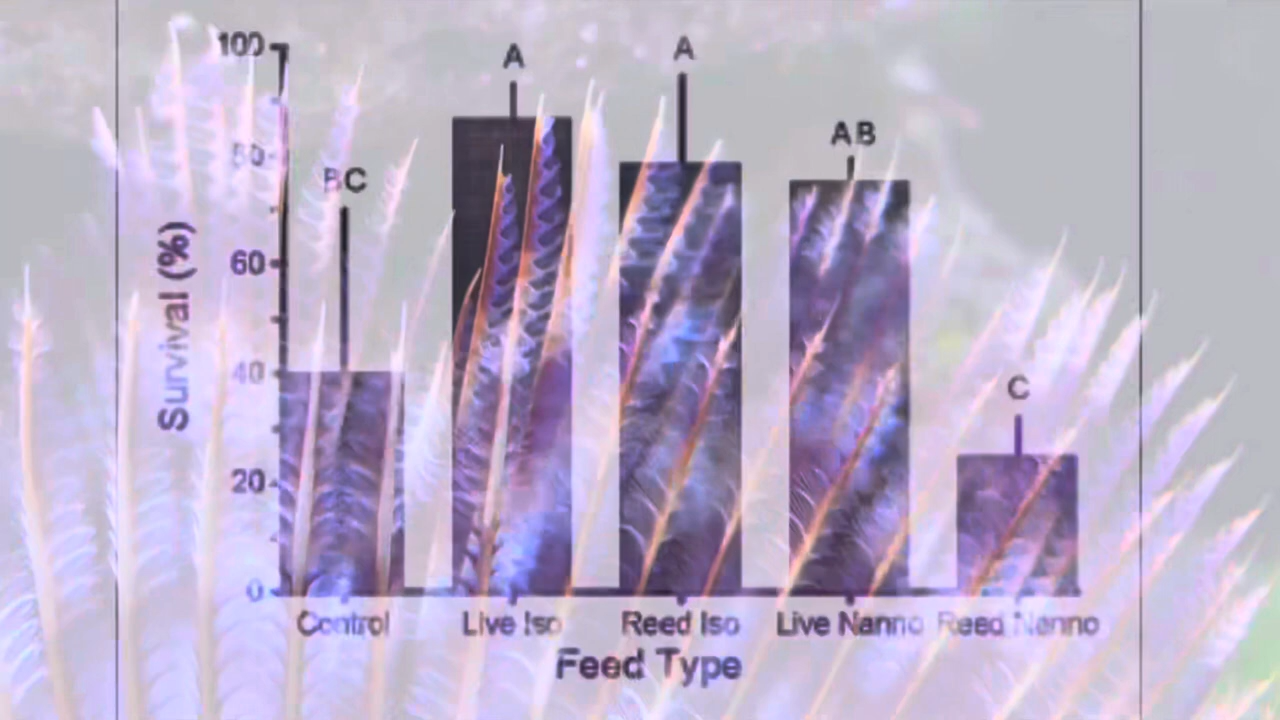 100
A
A
AB
80
BC
Survival (%)
60
40
C
20
0
Control Live Iso Reed Iso Live Nanno Reed Nanno
Feed Type